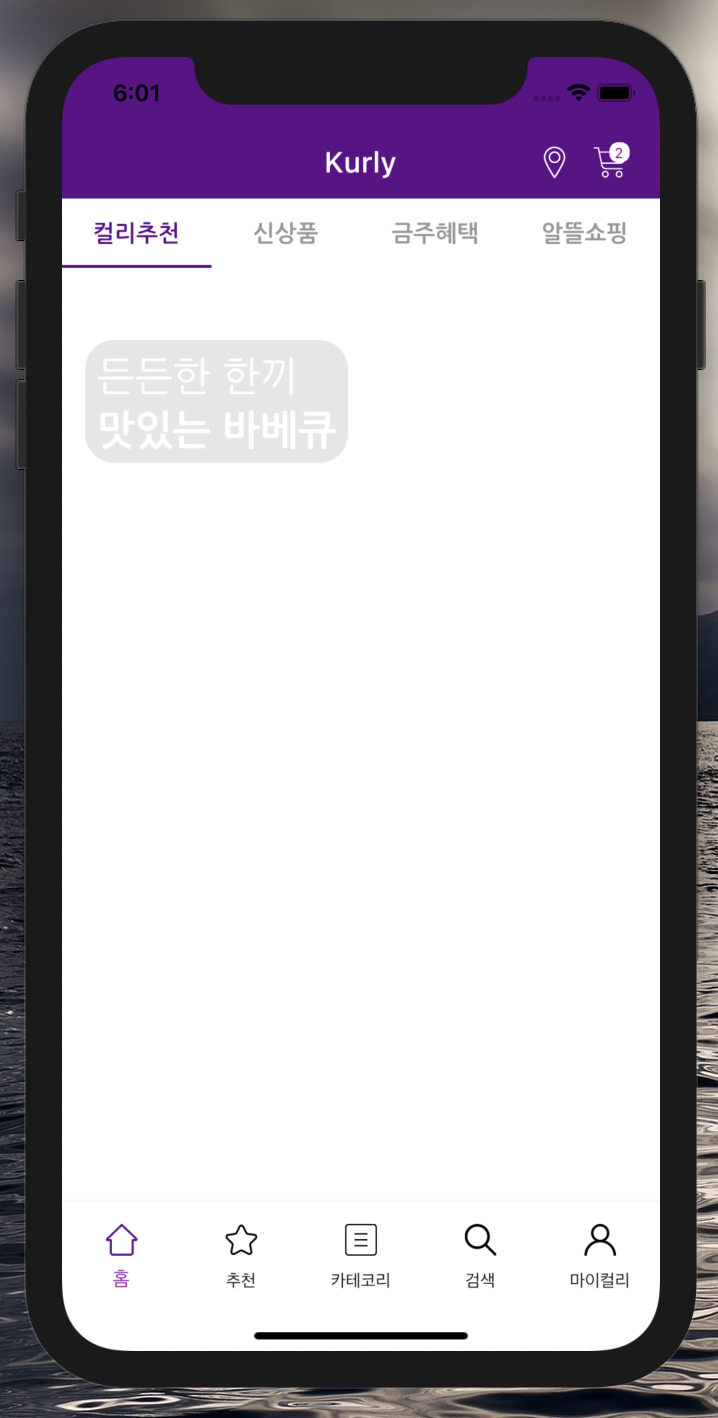 6:01
Kurly
2
컬리추천
신상품
금주혜택
알뜰쇼핑
든든한 한끼
맛있는 바베큐
홈
추천
카테코리
검색
마이컬리